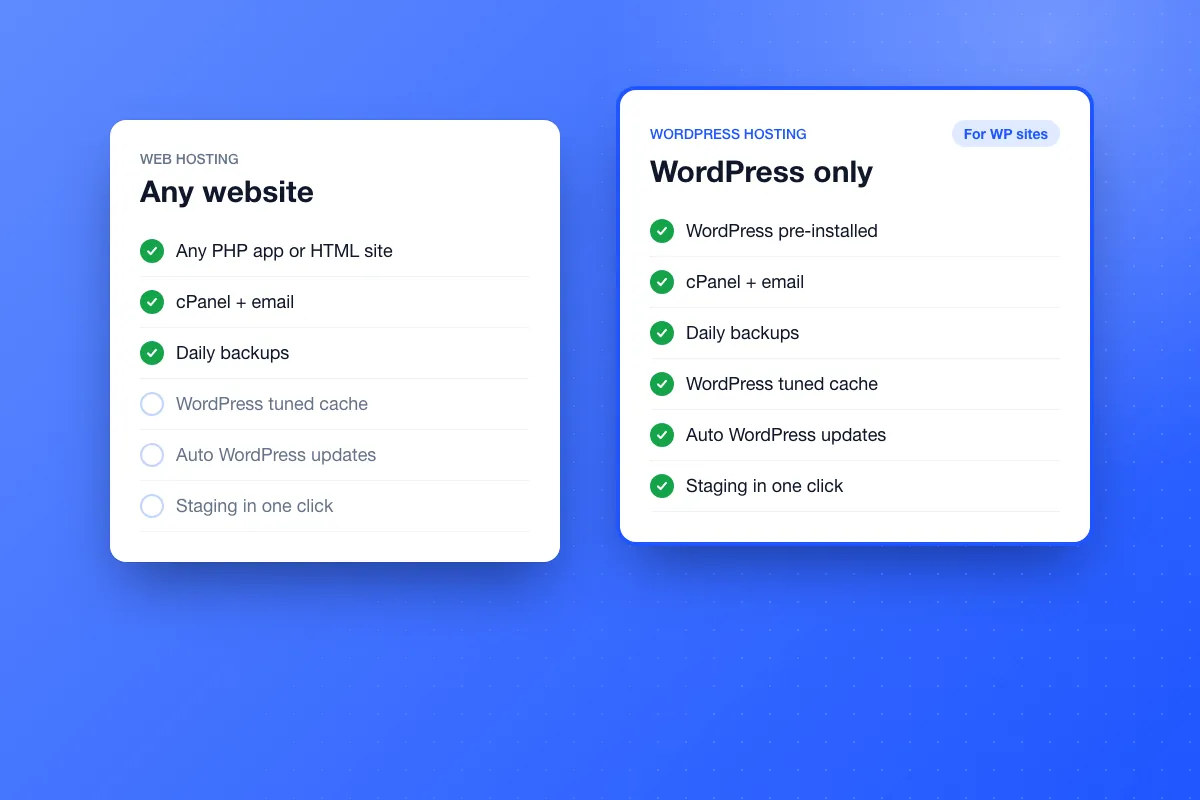 WEB HOSTING
Any website
Any PHP app or HTML site
cPanel + email
Daily backups
WordPress tuned cache
Auto WordPress updates
Staging in one click
WORDPRESS HOSTING
For WP sites
WordPress only
WordPress pre-installed
cPanel + email
Daily backups
WordPress tuned cache
Auto WordPress updates
Staging in one click